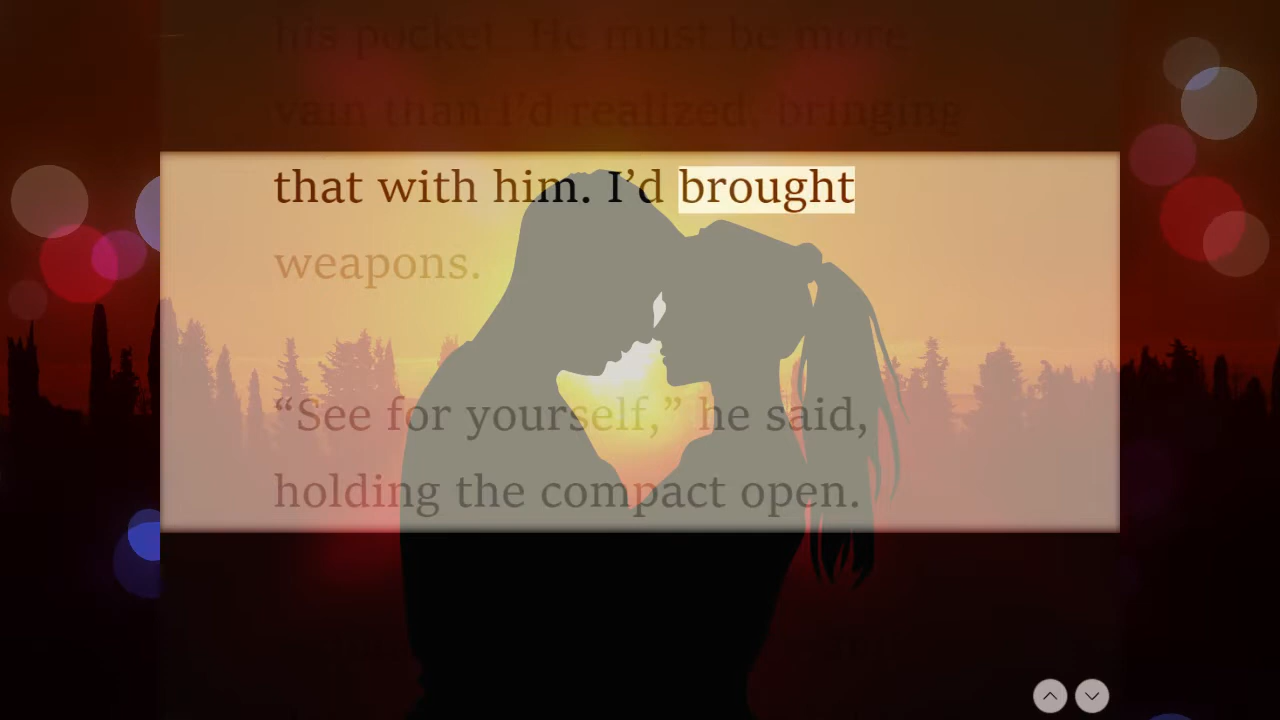 his pocket. He must be more
vain than I’d realized, bringing
that with him. I’d brought
weapons.
“See for yourself,” he said,
holding the compact open.